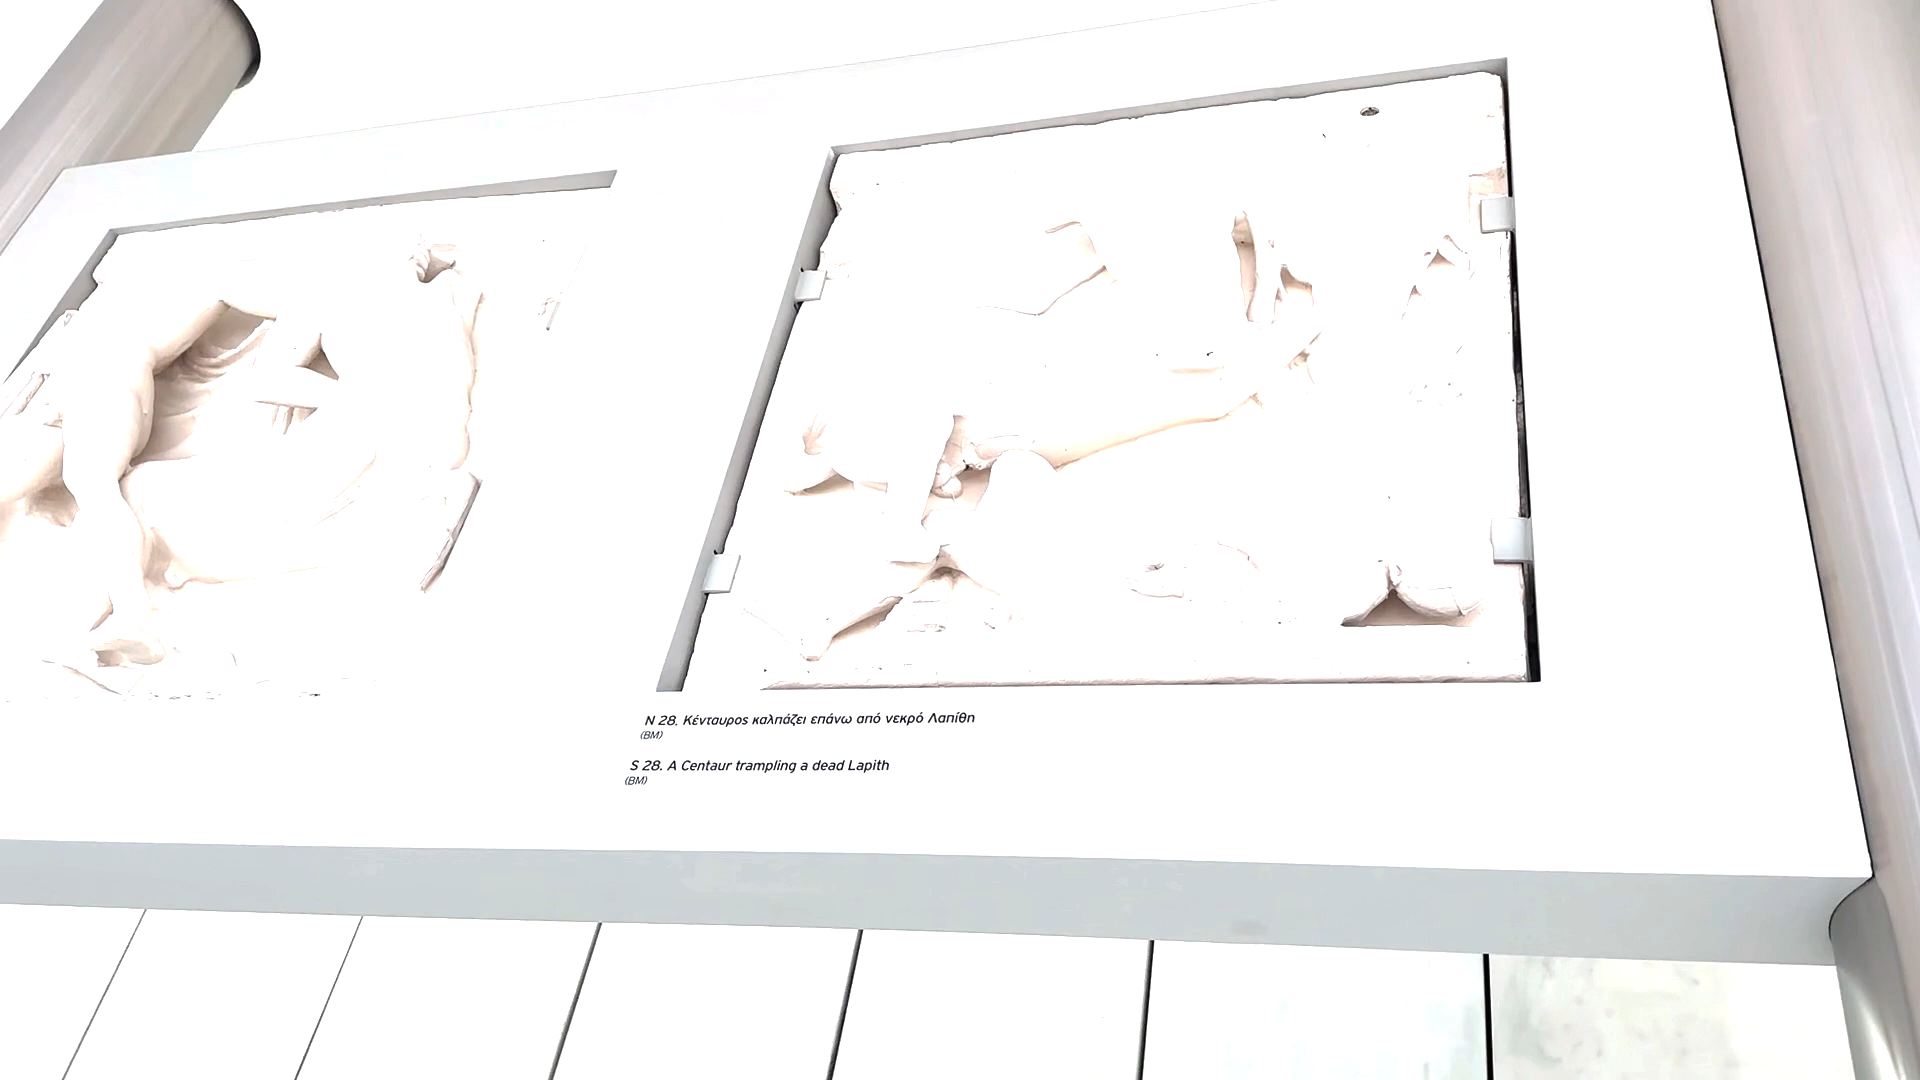 Ν 28. Κένταυρος καλπάζει επάνω από νεκρό Λαπίθη
(BM)
S 28. A Centaur trampling a dead Lapith
(BM)